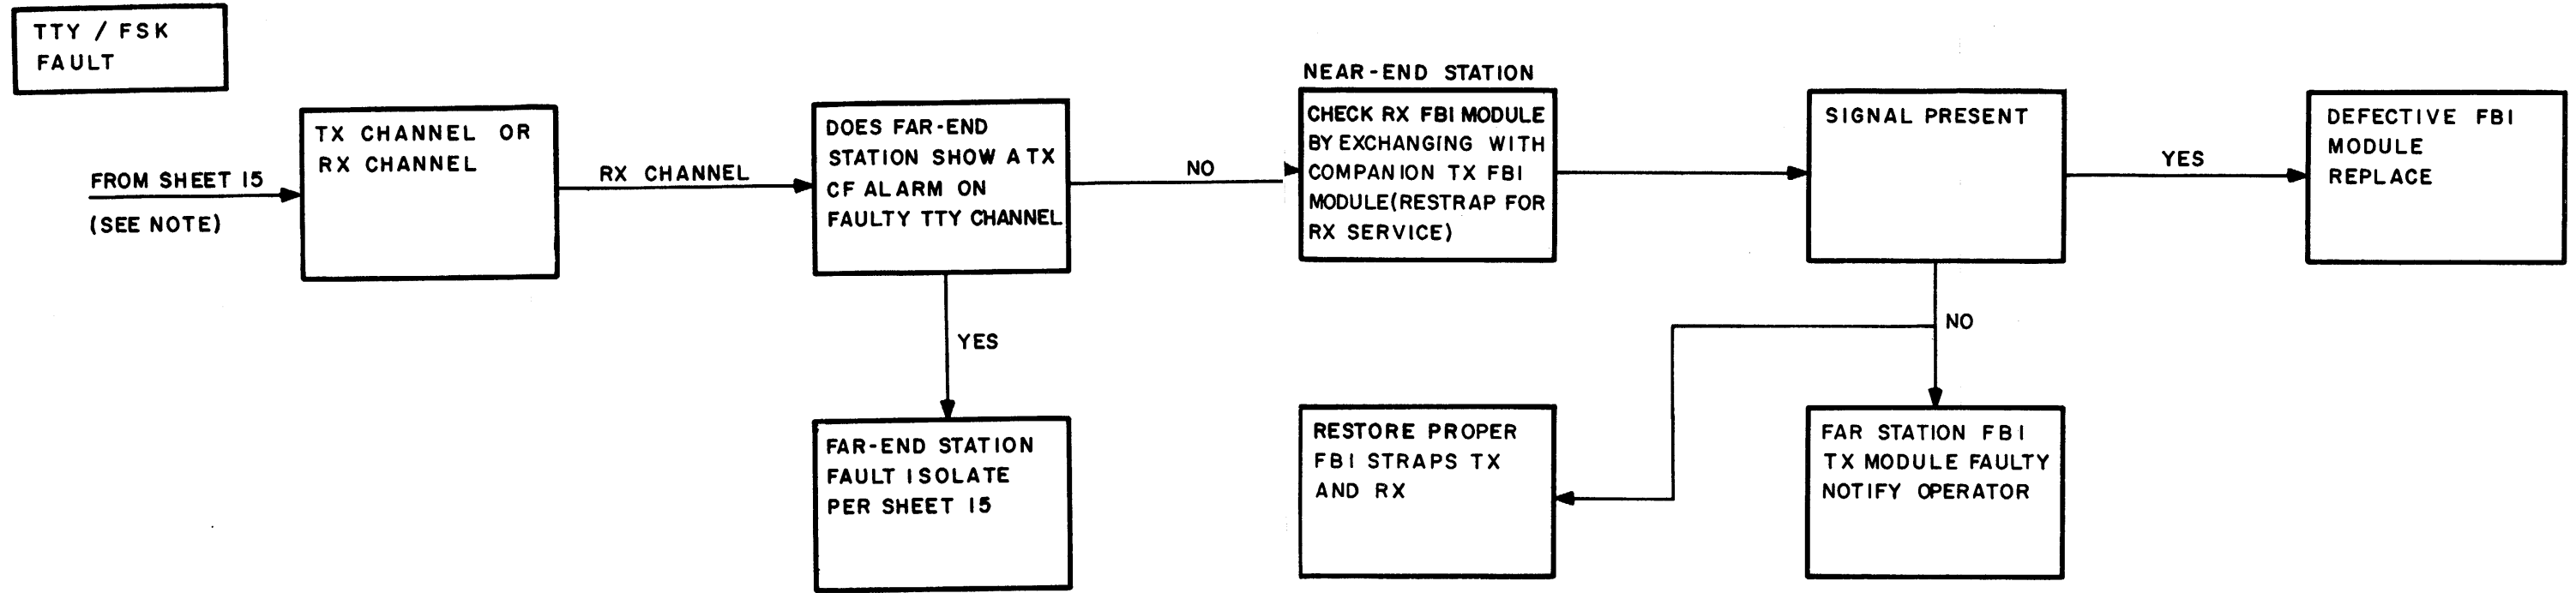 TTY / FSK
FAULT
FROM SHEET 15
(SEE NOTE)
TX CHANNEL OR
RX CHANNEL
RX CHANNEL
DOES FAR-END
STATION SHOW A TX
CF ALARM ON
FAULTY TTY CHANNEL
NO
YES
FAR-END STATION
FAULT ISOLATE
PER SHEET 15
NEAR-END STATION
CHECK RX FBI MODULE
BY EXCHANGING WITH
COMPANION TX FBI
MODULE(RESTRAP FOR
RX SERVICE)
SIGNAL PRESENT
YES
DEFECTIVE FBI
MODULE
REPLACE
NO
RESTORE PROPER
FBI STRAPS TX
AND RX
FAR STATION FBI
TX MODULE FAULTY
NOTIFY OPERATOR